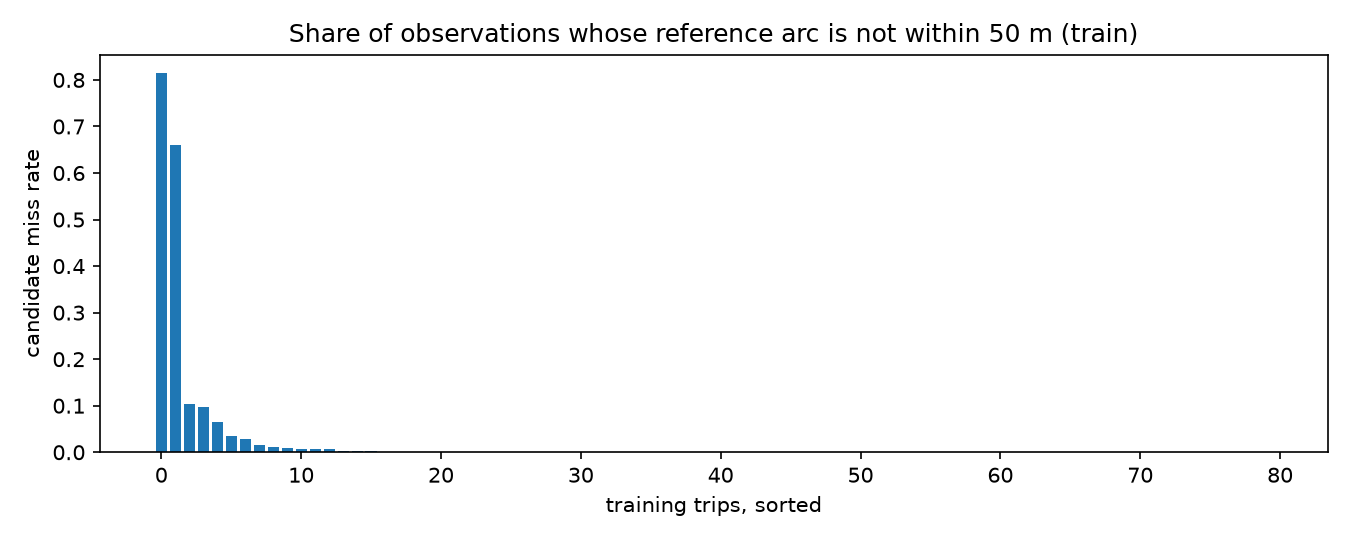 Share of observations whose reference arc is not within 50 m (train)
candidate miss rate
0.8
0.7
0.6
0.5
0.4
0.3
0.2
0.1
0.0
0 10 20 30 40 50 60 70 80
training trips, sorted